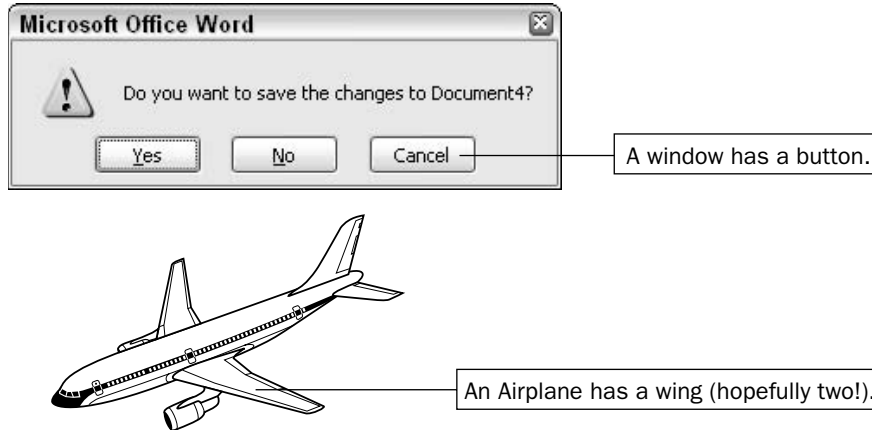 Microsoft Office Word
Do you want to save the changes to Document4?
Yes No Cancel
A window has a button.
An Airplane has a wing (hopefully two!).